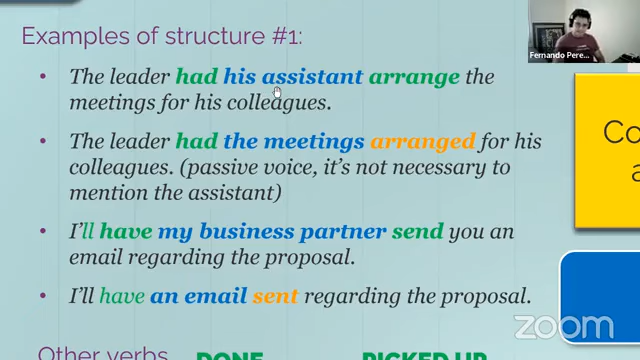 Examples of structure #1:
• The leader had his assistant arrange the
meetings for his colleagues.
• The leader had the meetings arranged for his
colleagues. (passive voice, it's not necessary to
mention the assistant)
• I'll have my business partner send you an
email regarding the proposal.
• I'll have an email sent regarding the proposal.
Other verbs
DONE
PICKED UP
Fernando Pere...
Co
a
zoom